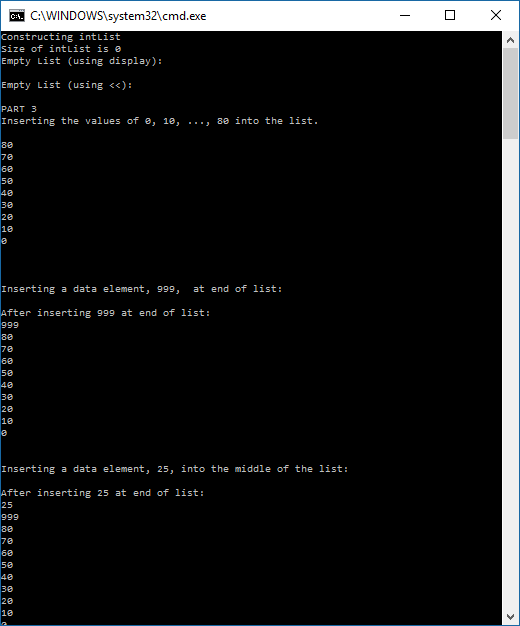 C:\WINDOWS\system32\cmd.exe
Constructing intList
Size of intList is 0
Empty List (using display):
Empty List (using <<):
PART 3
Inserting the values of 0, 10, ..., 80 into the list.
80
70
60
50
40
30
20
10
0
Inserting a data element, 999,  at end of list:
After inserting 999 at end of list:
999
80
70
60
50
40
30
20
10
0
Inserting a data element, 25, into the middle of the list:
After inserting 25 at end of list:
25
999
80
70
60
50
40
30
20
10
0